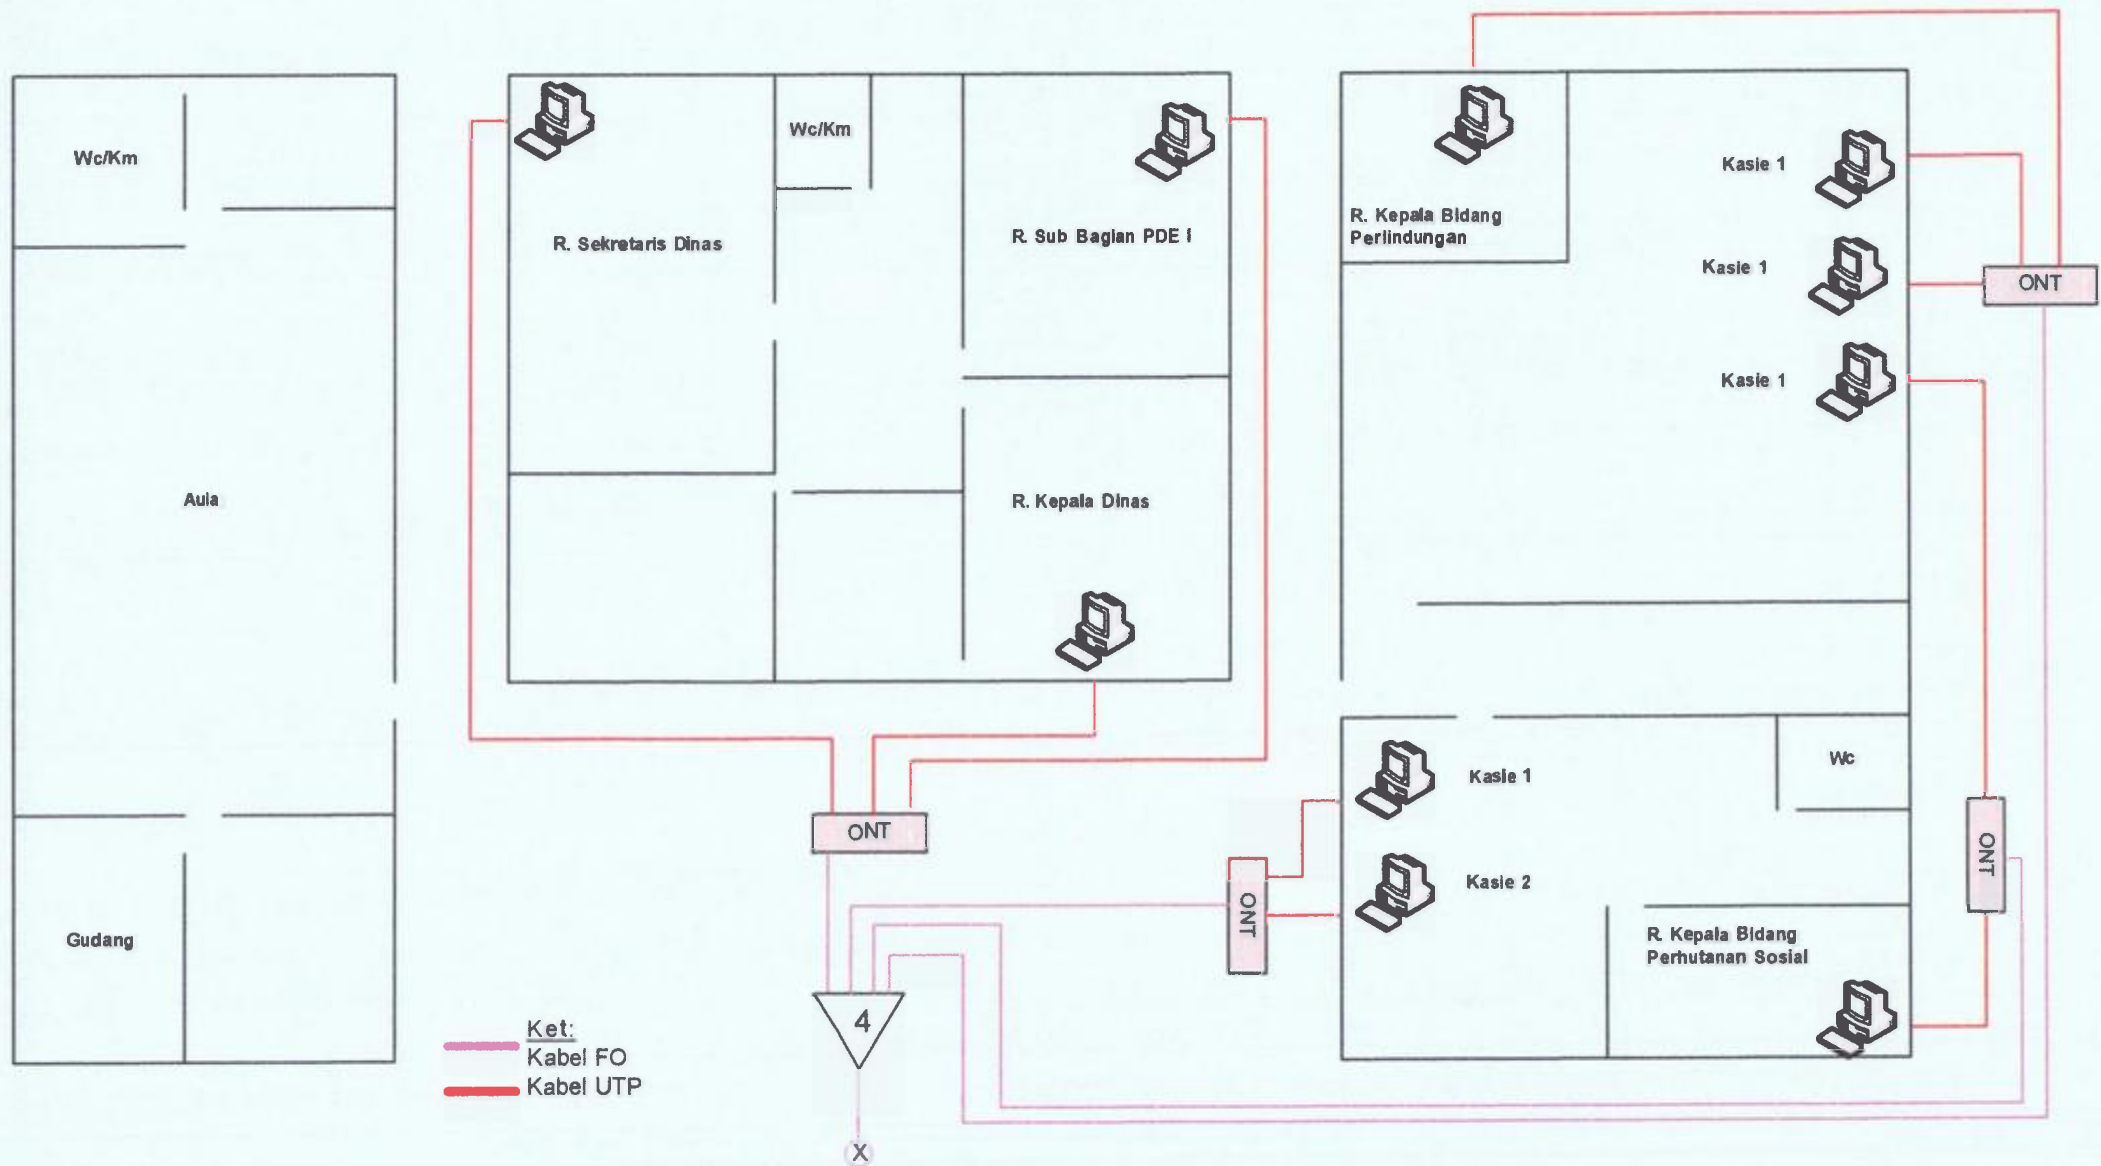 Wc/Km
Aula
Gudang
R. Sekretaris Dinas
Wc/Km
R. Sub Bagian PDE I
R. Kepala Dinas
ONT
4
X
Ket:
Kabel FO
Kabel UTP
R. Kepala Bidang
Perlindungan
Kasie 1
Kasie 1
Kasie 1
ONT
Kasie 1
Kasie 2
Wc
R. Kepala Bidang
Perhutanan Sosial
ONT
ONT